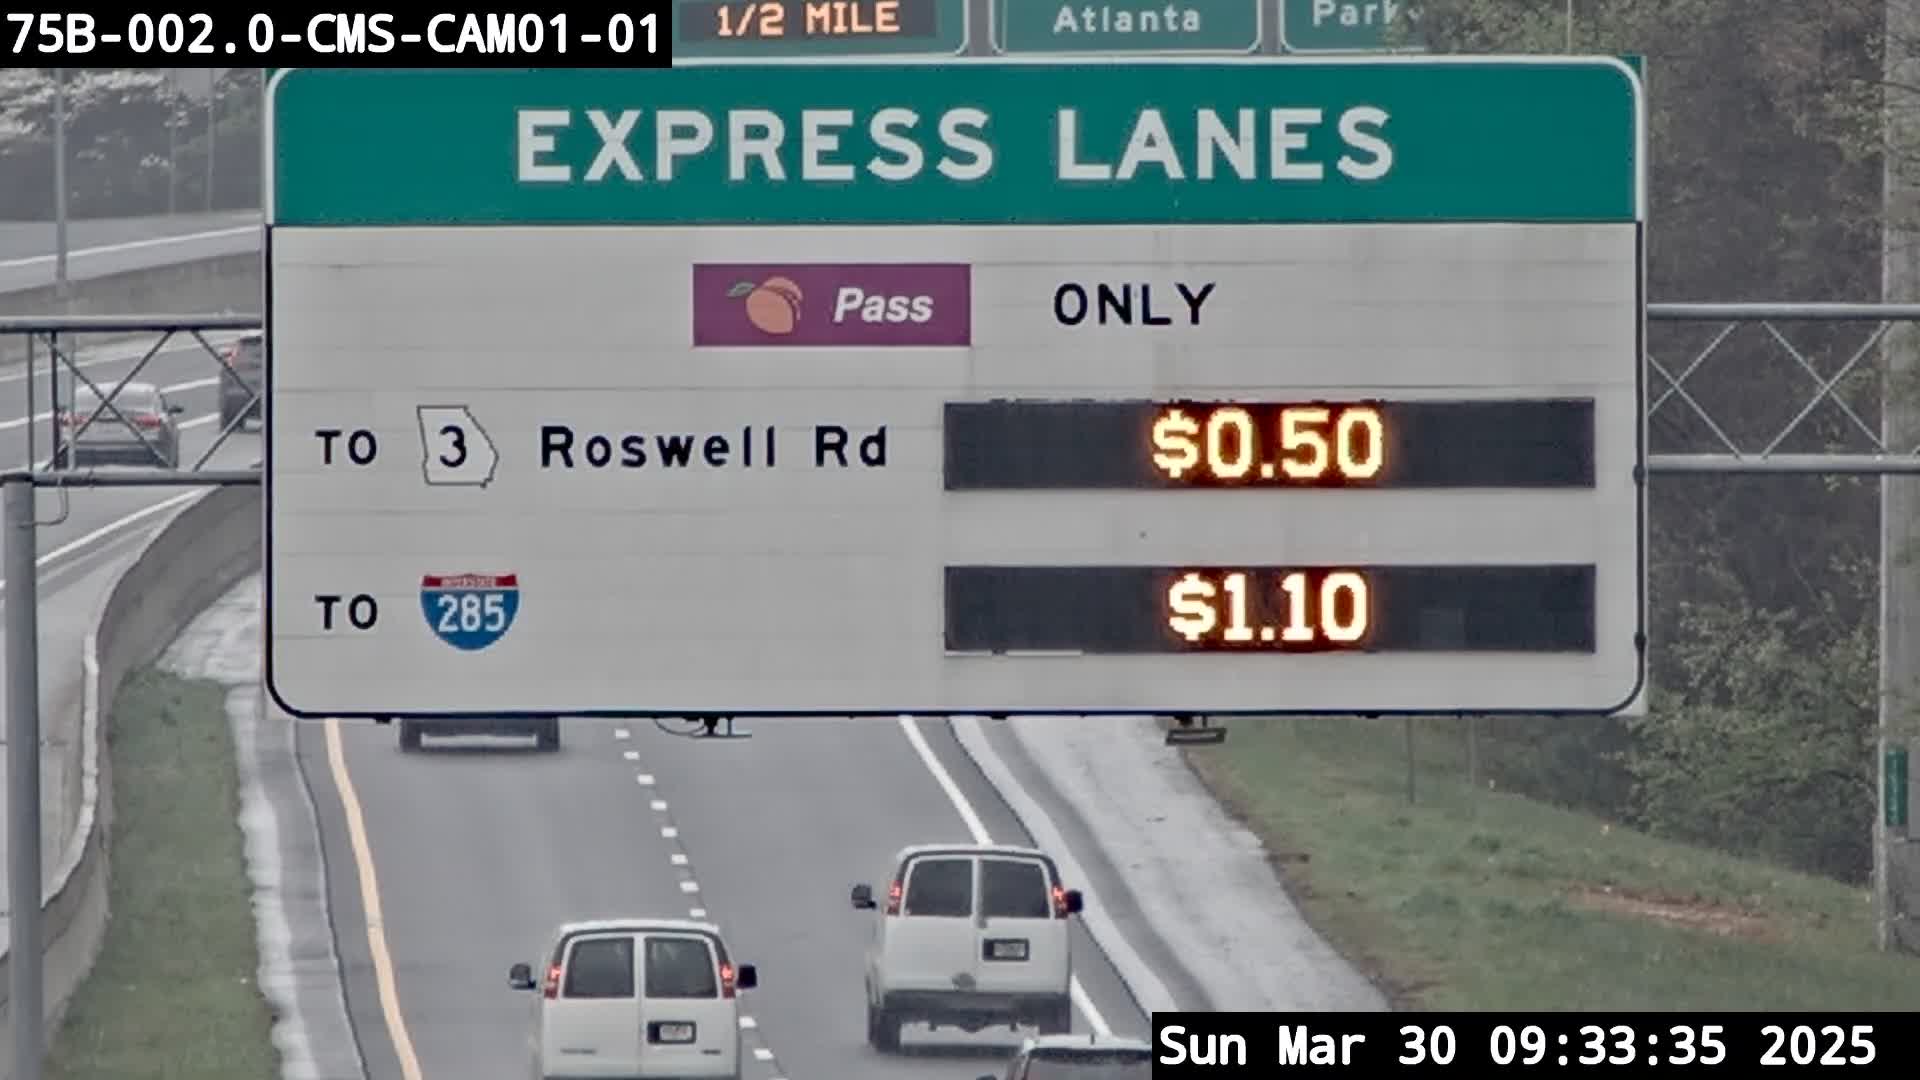 75B-002.0-CMS-CAM01-01
1/2 MILE
Atlanta
EXPRESS LANES
Pass ONLY
TO 3 Roswell Rd $0.50
TO INTERSTATE 285 $1.10
Sun Mar 30 09:33:35 2025